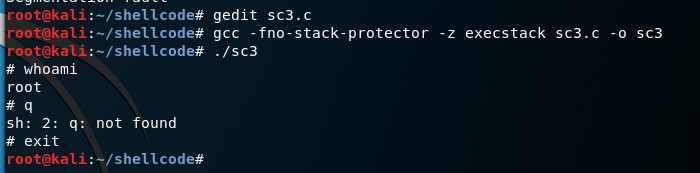 Segmentation fault
root@kali:~/shellcode# gedit sc3.c
root@kali:~/shellcode# gcc -fno-stack-protector -z execstack sc3.c -o sc3
root@kali:~/shellcode# ./sc3
# whoami
root
# q
sh: 2: q: not found
# exit
root@kali:~/shellcode#